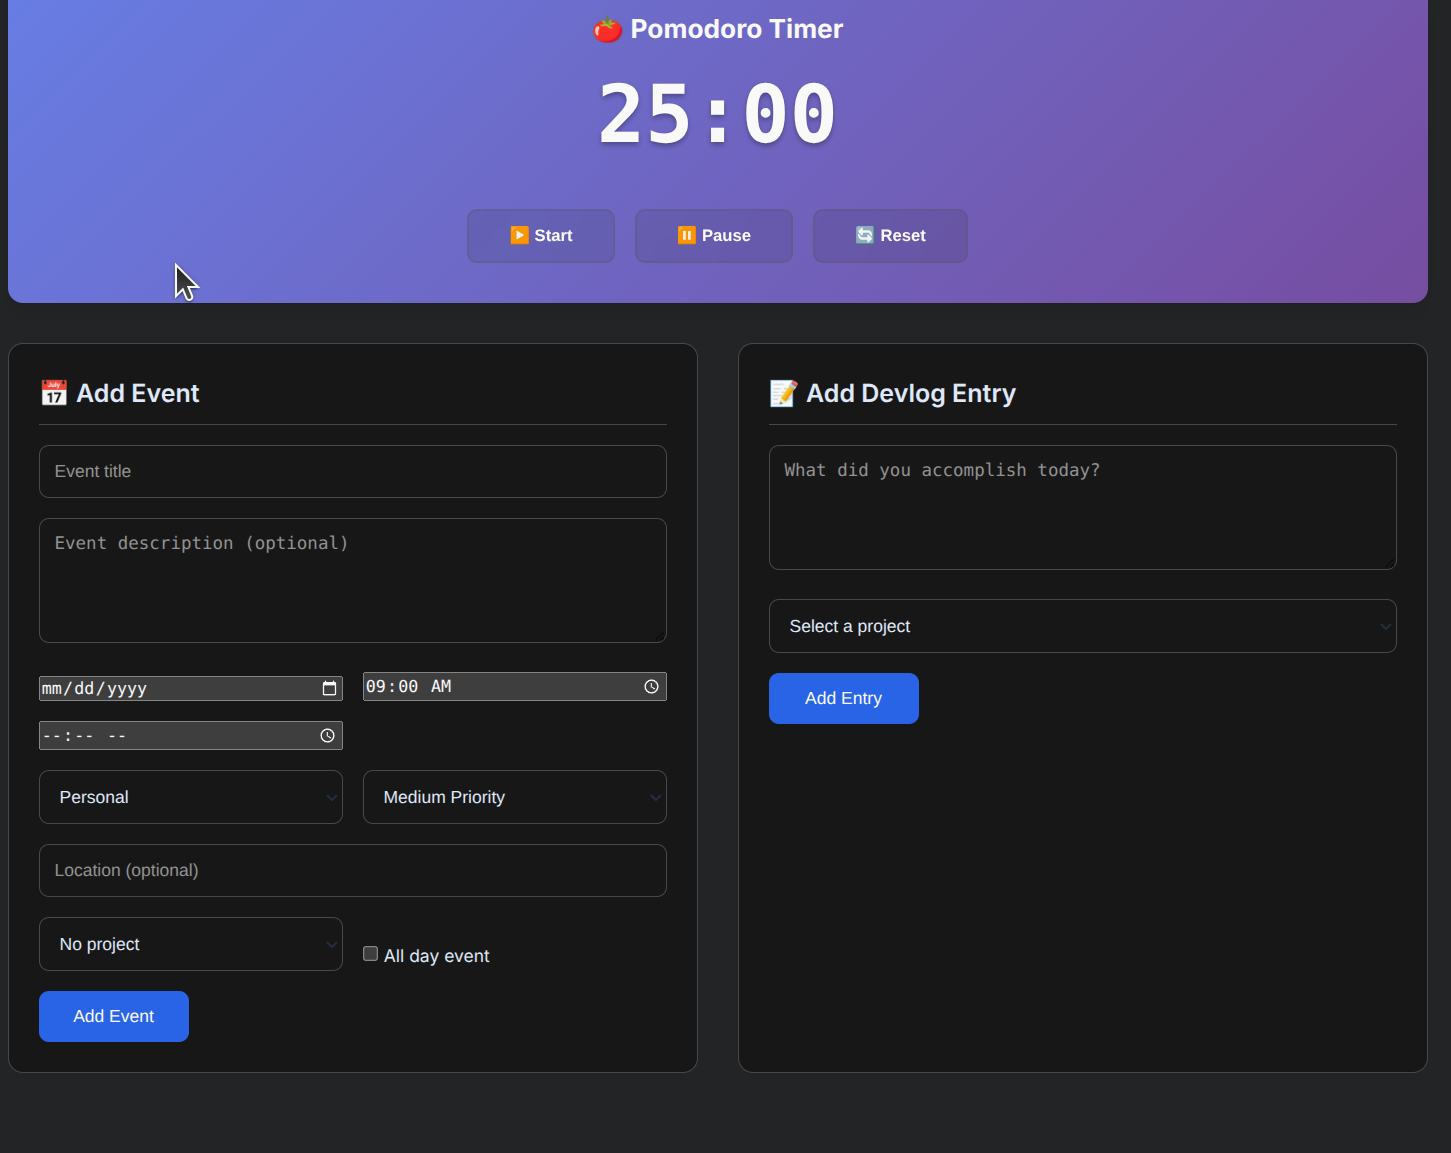 Pomodoro Timer
25:00
Start
Pause
Reset
Add Event
Event title
Event description (optional)
mm/dd/yyyy
09:00 AM
--:-- --
Personal
Medium Priority
Location (optional)
No project
All day event
Add Event
Add Devlog Entry
What did you accomplish today?
Select a project
Add Entry